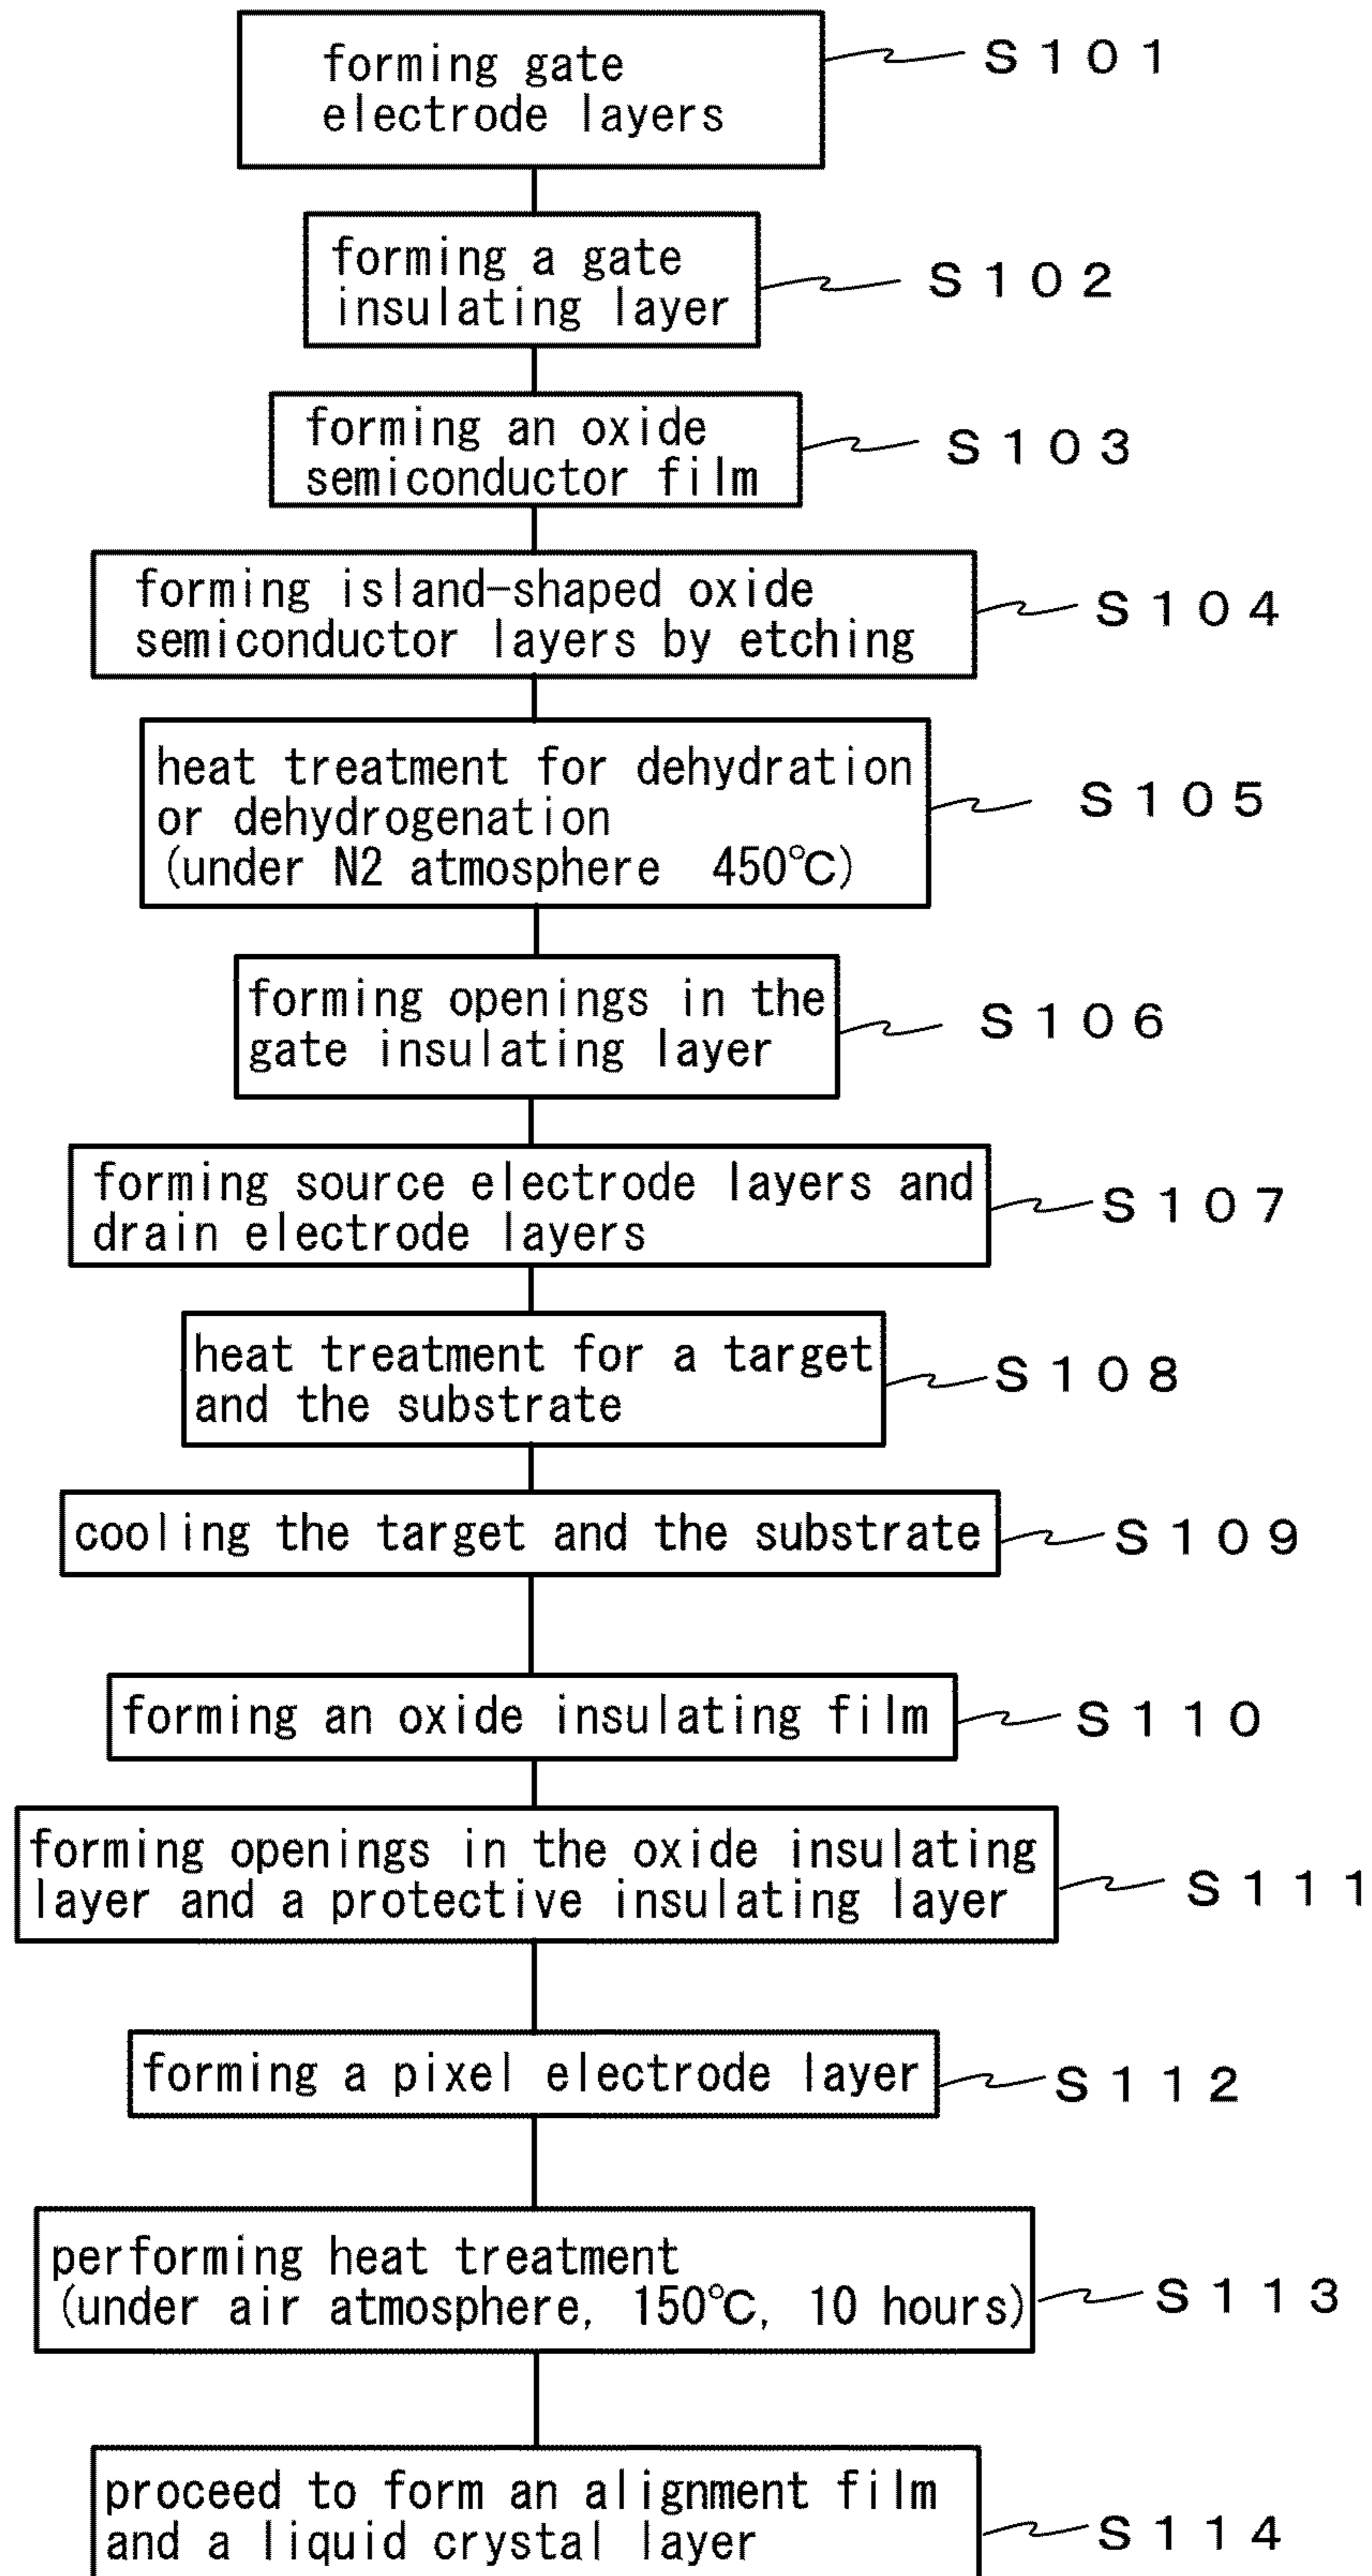 forming gate
electrode layers
S101
forming a gate
insulating layer
S102
forming an oxide
semiconductor film
S103
forming island-shaped oxide
semiconductor layers by etching
S104
heat treatment for dehydration
or dehydrogenation
(under N2 atmosphere 450℃)
S105
forming openings in the
gate insulating layer
S106
forming source electrode layers and
drain electrode layers
S107
heat treatment for a target
and the substrate
S108
cooling the target and the substrate
S109
forming an oxide insulating film
S110
forming openings in the oxide insulating
layer and a protective insulating layer
S111
forming a pixel electrode layer
S112
performing heat treatment
(under air atmosphere, 150℃, 10 hours)
S113
proceed to form an alignment film
and a liquid crystal layer
S114